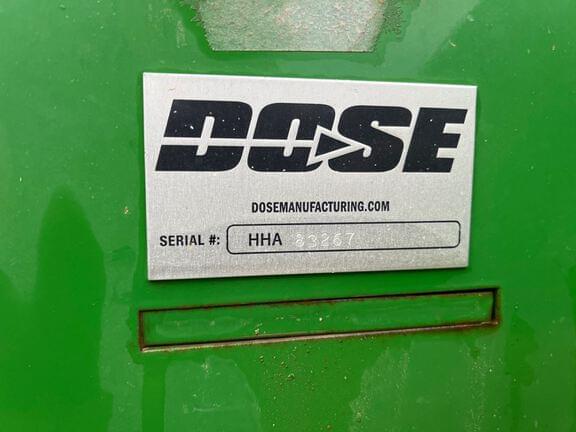 DOSE
DOSEMANUFACTURING.COM
SERIAL #: HHA 83267